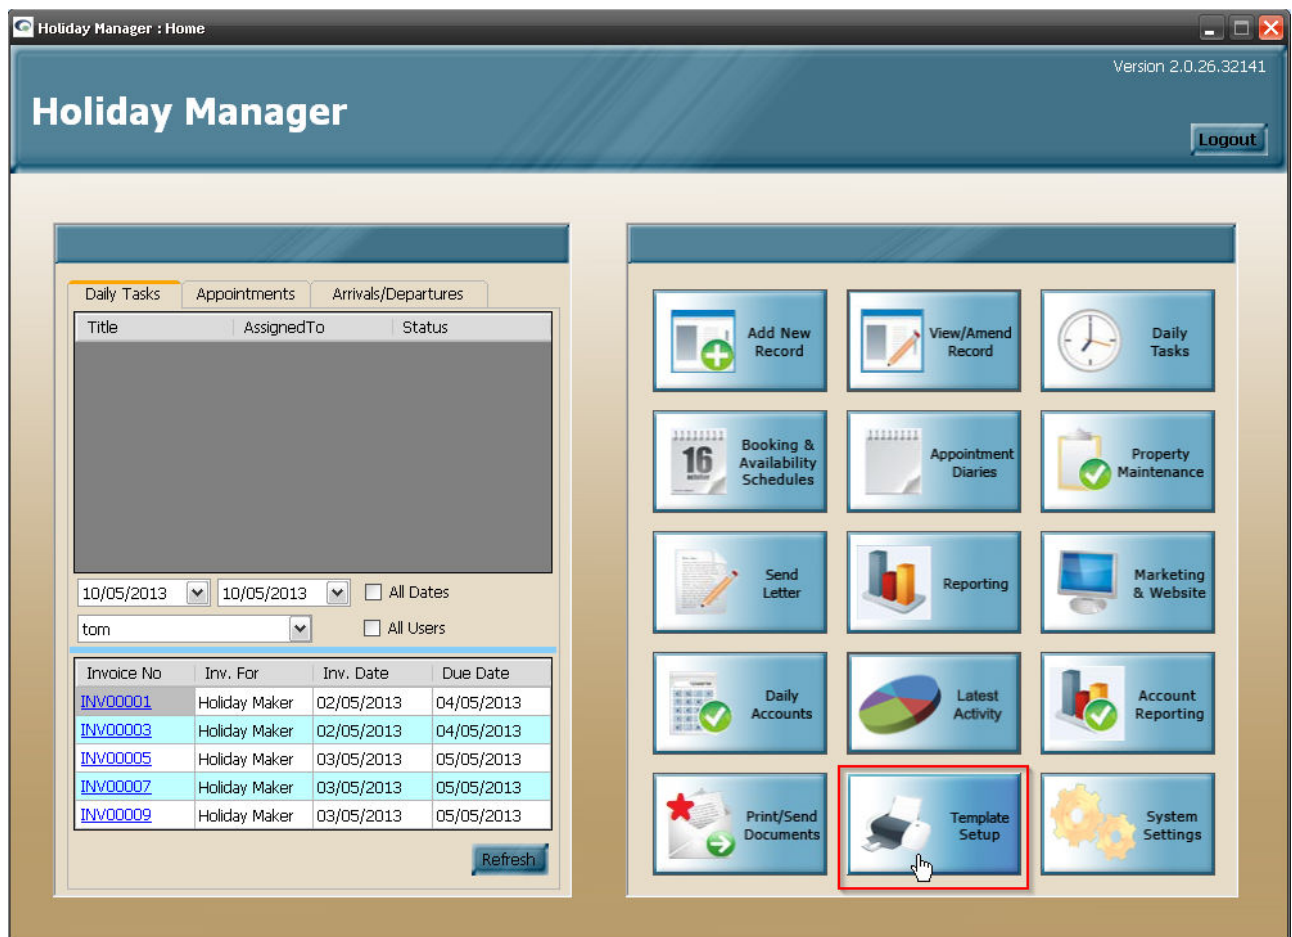 Holiday Manager : Home
Version 2.0.26.32141
Holiday Manager
Logout
Daily Tasks Appointments Arrivals/Departures
Title AssignedTo Status
10/05/2013 10/05/2013 All Dates
tom All Users
Invoice No Inv. For Inv. Date Due Date
INV00001 Holiday Maker 02/05/2013 04/05/2013
INV00003 Holiday Maker 02/05/2013 04/05/2013
INV00005 Holiday Maker 03/05/2013 05/05/2013
INV00007 Holiday Maker 03/05/2013 05/05/2013
INV00009 Holiday Maker 03/05/2013 05/05/2013
Refresh
Add New
Record
View/Amend
Record
Daily
Tasks
16
october
Booking &
Availability
Schedules
Appointment
Diaries
Property
Maintenance
Send
Letter
Reporting
Marketing
& Website
Daily
Accounts
Latest
Activity
Account
Reporting
Print/Send
Documents
Template
Setup
System
Settings